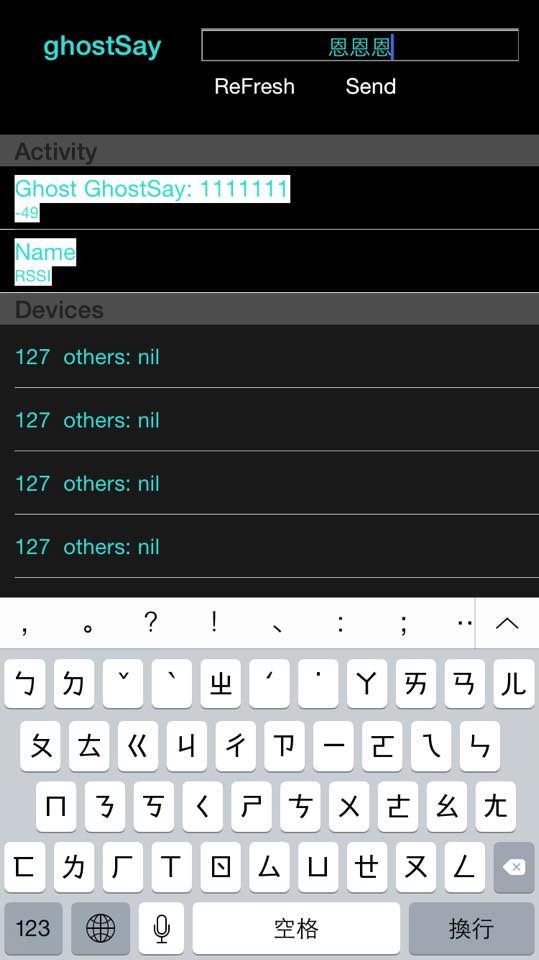 ghostSay 恩恩恩
ReFresh Send
Activity
Ghost GhostSay: 1111111
-49
Name
RSSI
Devices
127 others: nil
127 others: nil
127 others: nil
127 others: nil
， 。 ? ! 、 : ; ··
ㄅ ㄉ ˇ ˋ ㄓ ˊ ˙ ㄚ ㄞ ㄢ ㄦ
ㄆ ㄊ ㄍ ㄐ ㄔ ㄗ ㄧ ㄛ ㄟ ㄣ
ㄇ ㄋ ㄎ ㄑ ㄕ ㄘ ㄨ ㄜ ㄠ ㄤ
ㄈ ㄌ ㄏ ㄒ ㄖ ㄙ ㄩ ㄝ ㄡ ㄥ
123 空格 換行